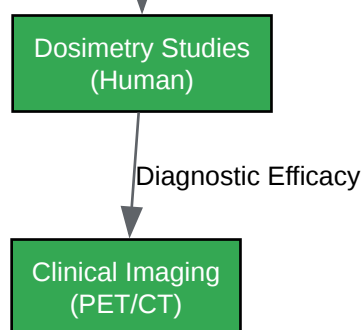 Dosimetry Studies
(Human)
Diagnostic Efficacy
Clinical Imaging
(PET/CT)